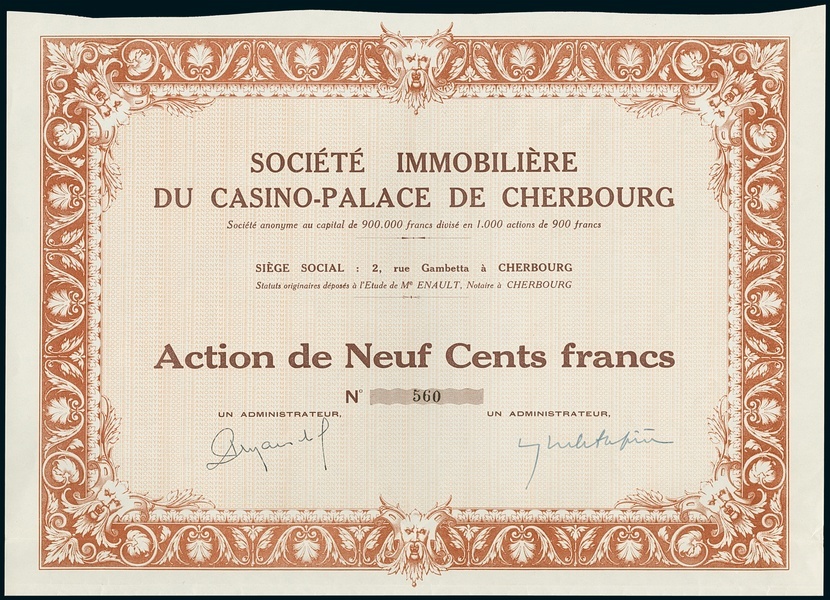 SOCIÉTÉ IMMOBILIÈRE
DU CASINO-PALACE DE CHERBOURG
Société anonyme au capital de 900.000 francs divisé en 1.000 actions de 900 francs
SIÈGE SOCIAL : 2, rue Gambetta à CHERBOURG
Statuts originaires déposés à l'Etude de Me ENAULT, Notaire à CHERBOURG
Action de Neuf Cents francs
N° 560
UN ADMINISTRATEUR, UN ADMINISTRATEUR,